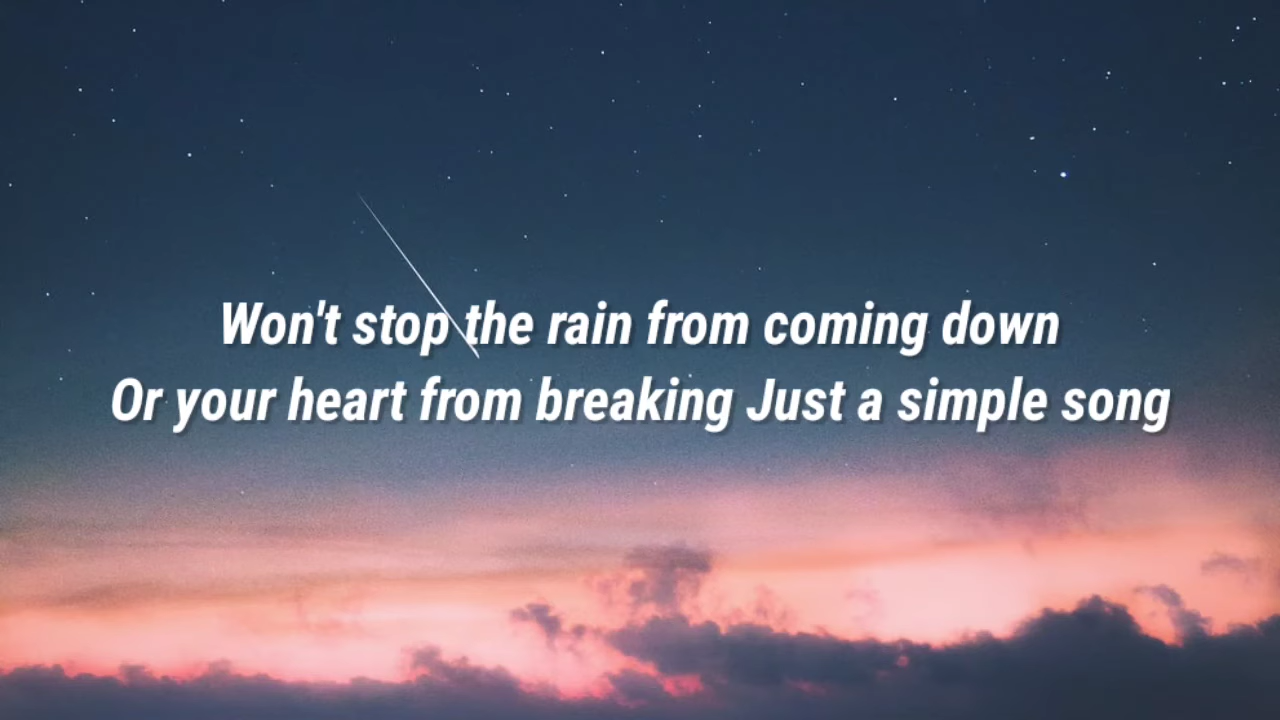 Won't stop the rain from coming down
Or your heart from breaking Just a simple song